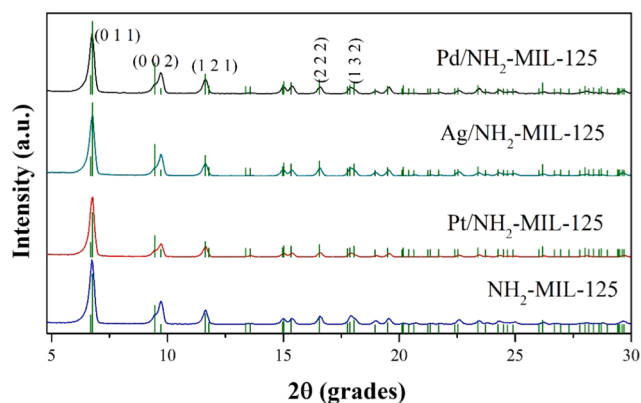 (0 1 1)
(0 0 2)
(1 2 1)
(2 2 2)
(1 3 2)
Pd/NH₂-MIL-125
Ag/NH₂-MIL-125
Pt/NH₂-MIL-125
NH₂-MIL-125
Intensity (a.u.)
5 10 15 20 25 30
2θ (grades)